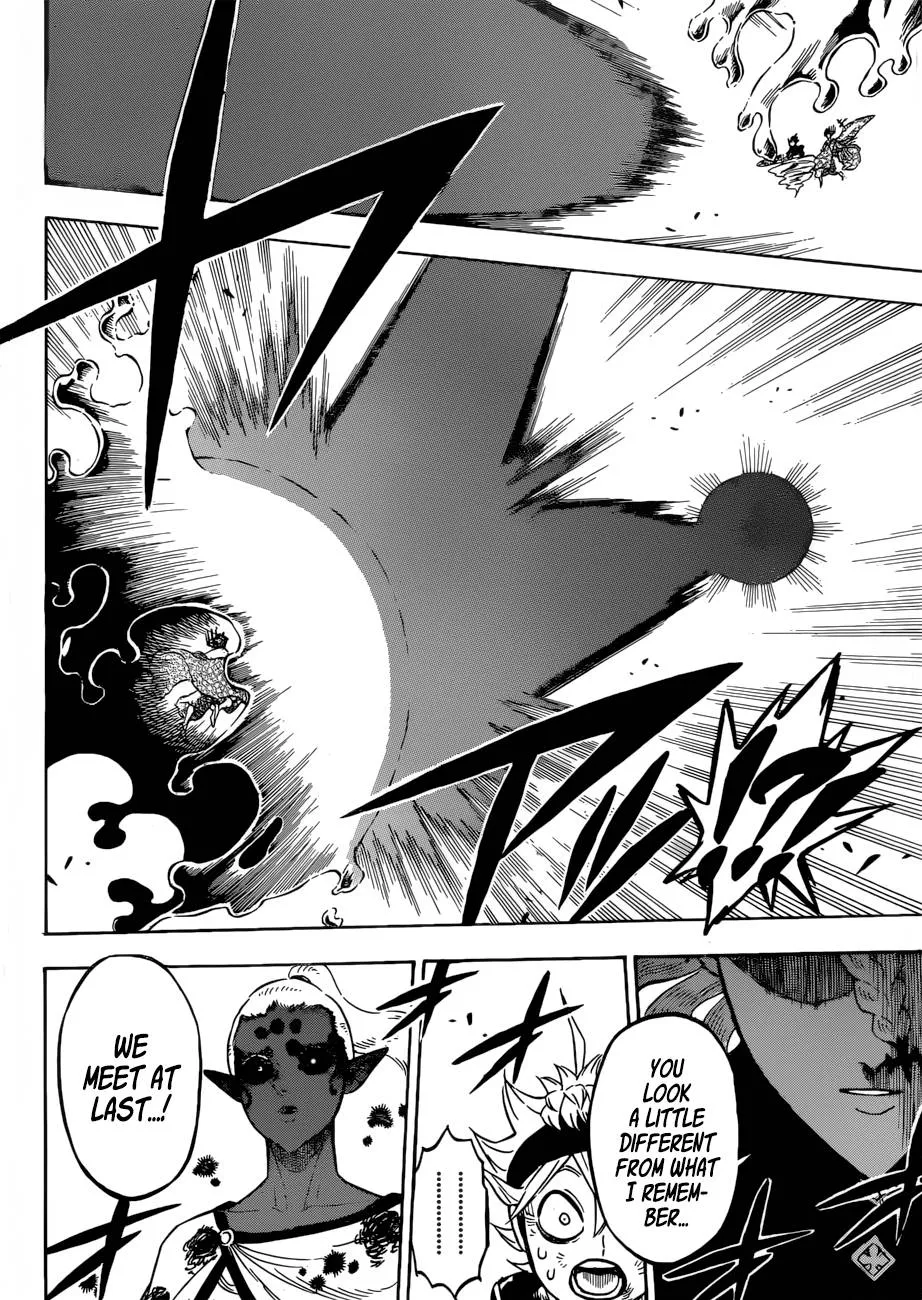 !!?
YOU
LOOK
A LITTLE
DIFFERENT
FROM WHAT
I REMEM-
BER...
.........
WE
MEET AT
LAST...!